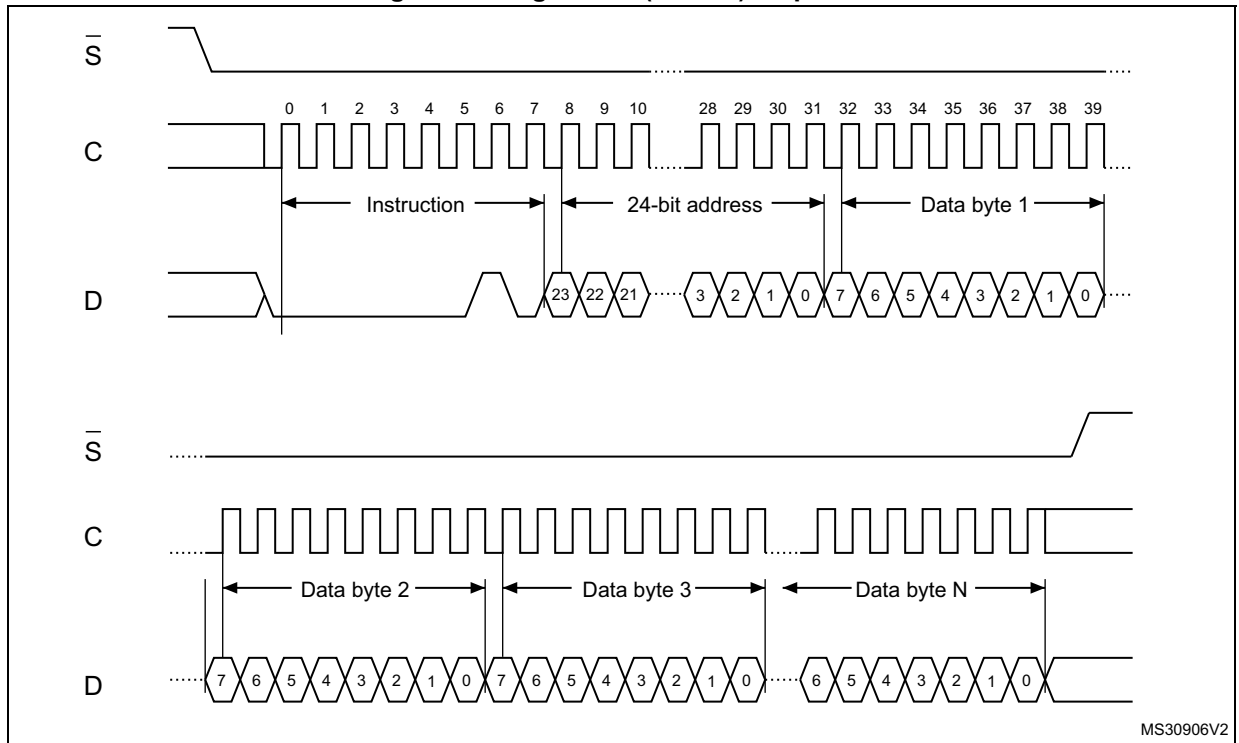 S
0 1 2 3 4 5 6 7 8 9 10 28 29 30 31 32 33 34 35 36 37 38 39
C
Instruction 24-bit address Data byte 1
D
23 22 21 3 2 1 0 7 6 5 4 3 2 1 0
S
C
Data byte 2 Data byte 3 Data byte N
D
7 6 5 4 3 2 1 0 7 6 5 4 3 2 1 0 6 5 4 3 2 1 0
MS30906V2